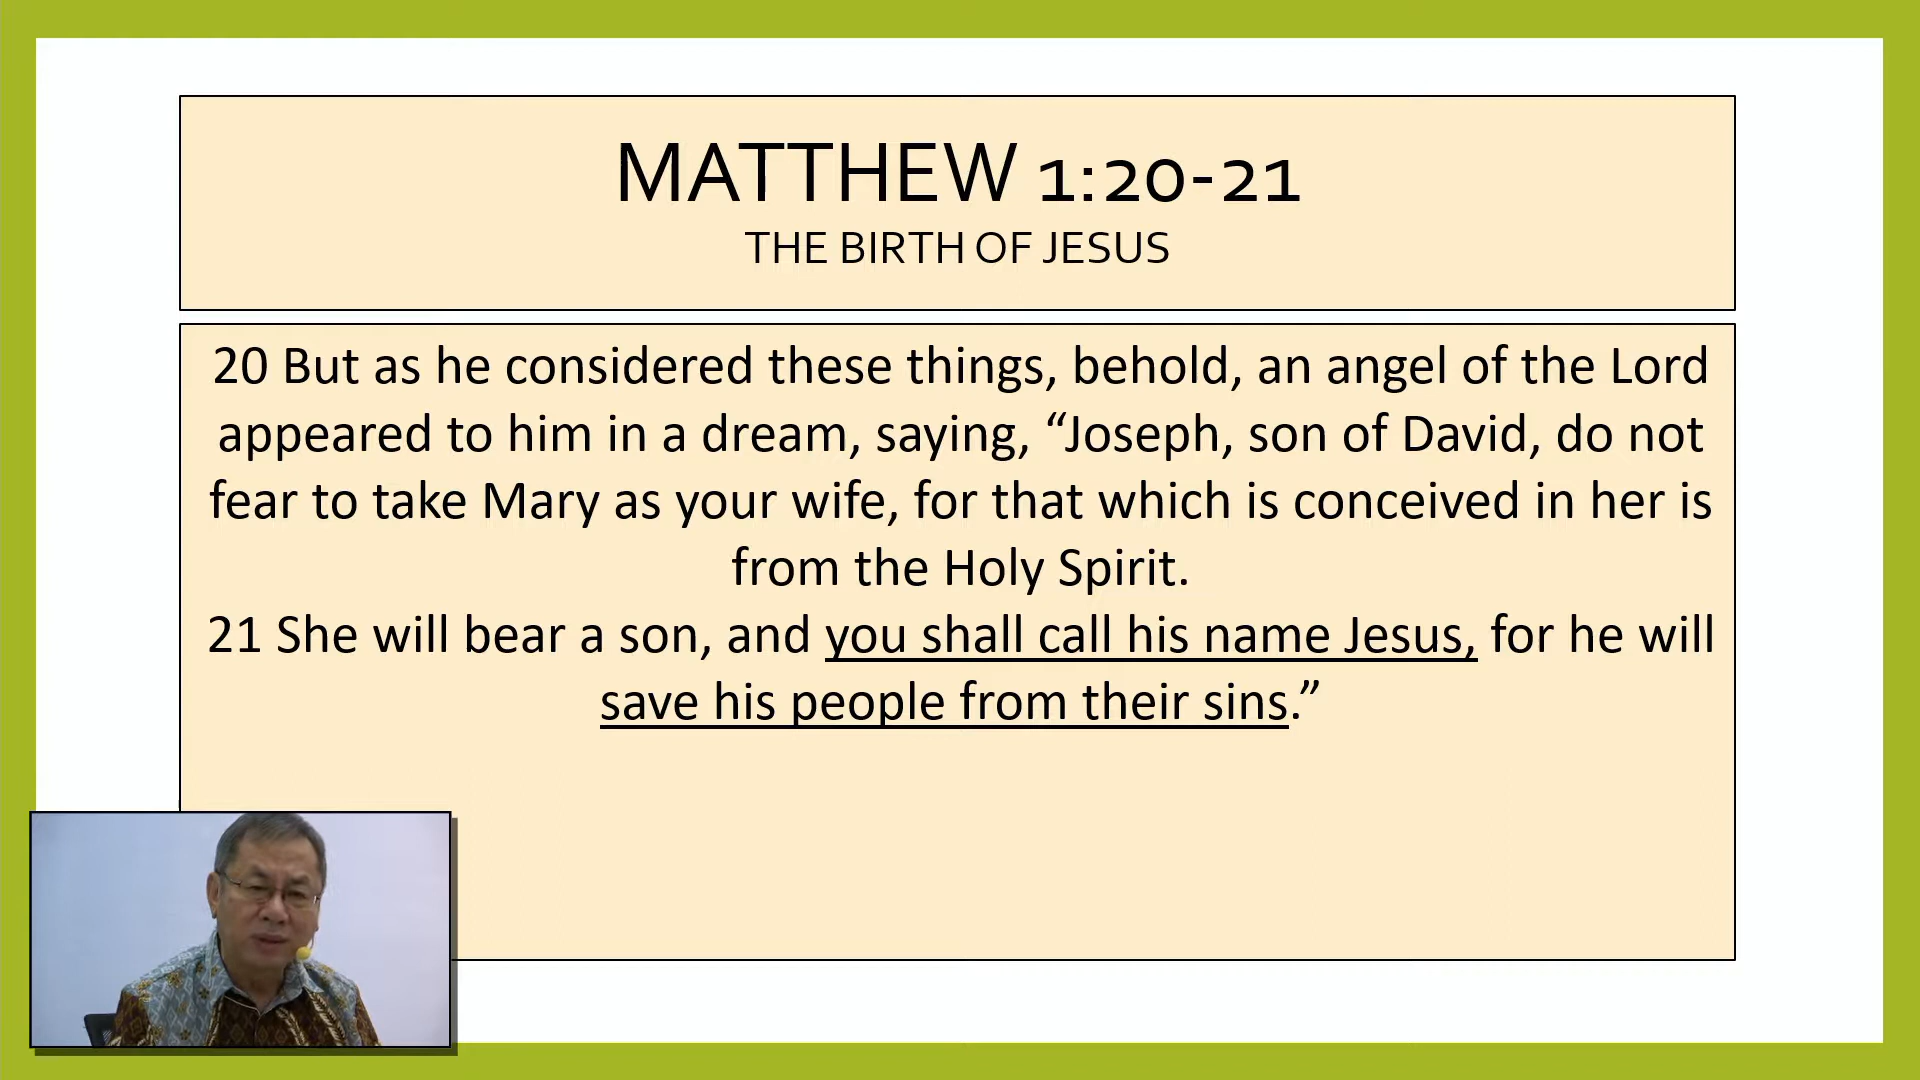 MATTHEW 1:20-21
THE BIRTH OF JESUS
20 But as he considered these things, behold, an angel of the Lord
appeared to him in a dream, saying, “Joseph, son of David, do not
fear to take Mary as your wife, for that which is conceived in her is
from the Holy Spirit.
21 She will bear a son, and you shall call his name Jesus, for he will
save his people from their sins.”